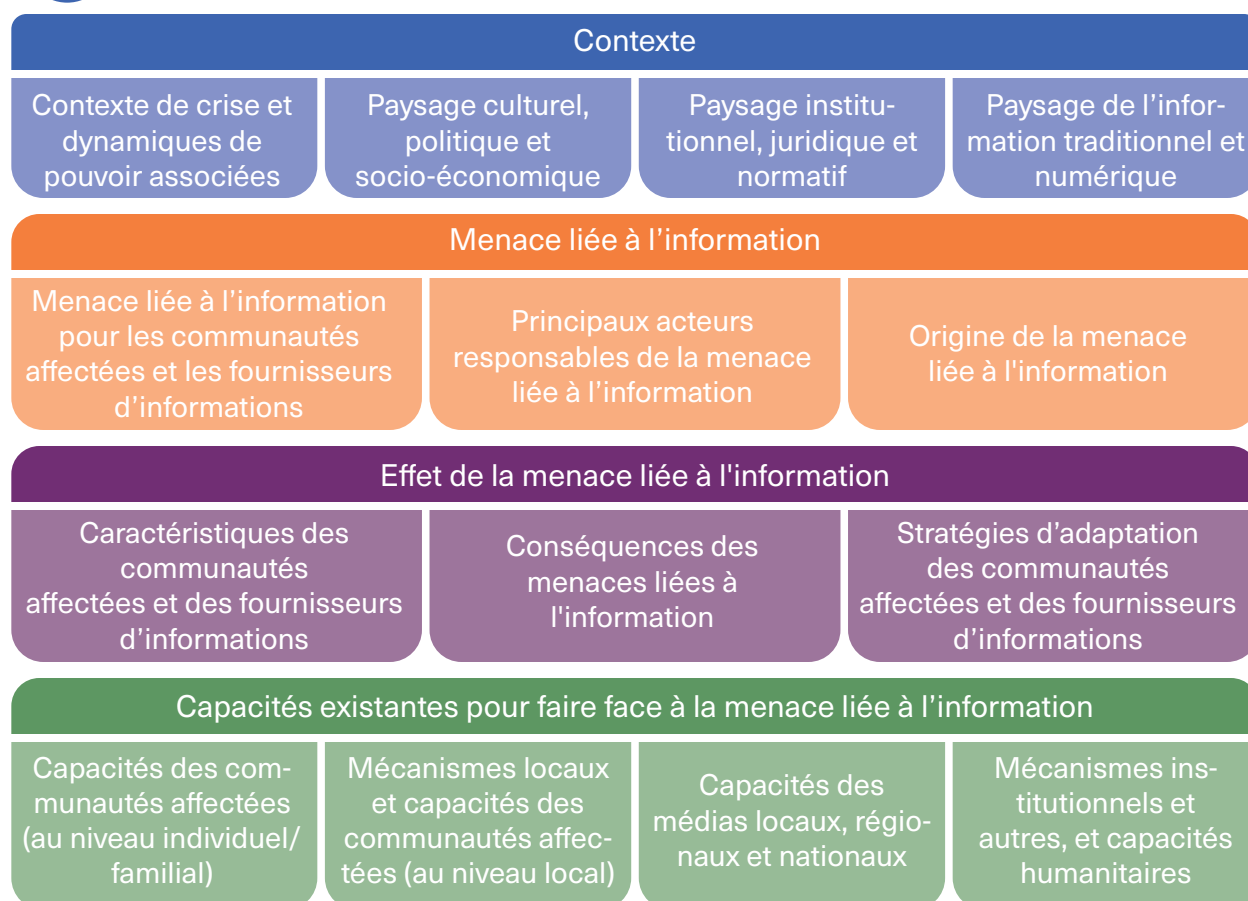 Contexte
Contexte de crise et
dynamiques de
pouvoir associées
Paysage culturel,
politique et
socio-économique
Paysage institu-
tionnel, juridique et
normatif
Paysage de l’infor-
mation traditionnel et
numérique
Menace liée à l’information
Menace liée à l’information
pour les communautés
affectées et les fournisseurs
d’informations
Principaux acteurs
responsables de la menace
liée à l’information
Origine de la menace
liée à l'information
Effet de la menace liée à l'information
Caractéristiques des
communautés
affectées et des fournisseurs
d’informations
Conséquences des
menaces liées à
l'information
Stratégies d’adaptation
des communautés
affectées et des fournisseurs
d’informations
Capacités existantes pour faire face à la menace liée à l’information
Capacités des com-
munautés affectées
(au niveau individuel/
familial)
Mécanismes locaux
et capacités des
communautés affec-
tées (au niveau local)
Capacités des
médias locaux, régio-
naux et nationaux
Mécanismes ins-
titutionnels et
autres, et capacités
humanitaires